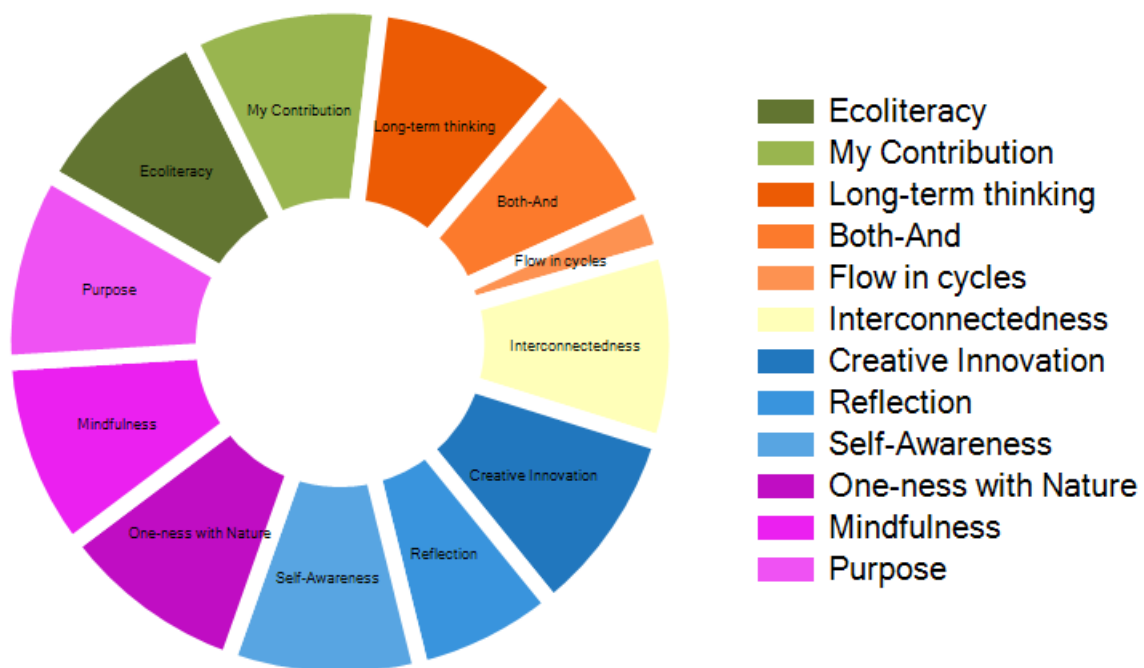 My Contribution
Long-term thinking
Ecoliteracy
Both-And
Flow in cycles
Purpose
Interconnectedness
Mindfulness
Creative Innovation
One-ness with Nature
Reflection
Self-Awareness
Ecoliteracy
My Contribution
Long-term thinking
Both-And
Flow in cycles
Interconnectedness
Creative Innovation
Reflection
Self-Awareness
One-ness with Nature
Mindfulness
Purpose